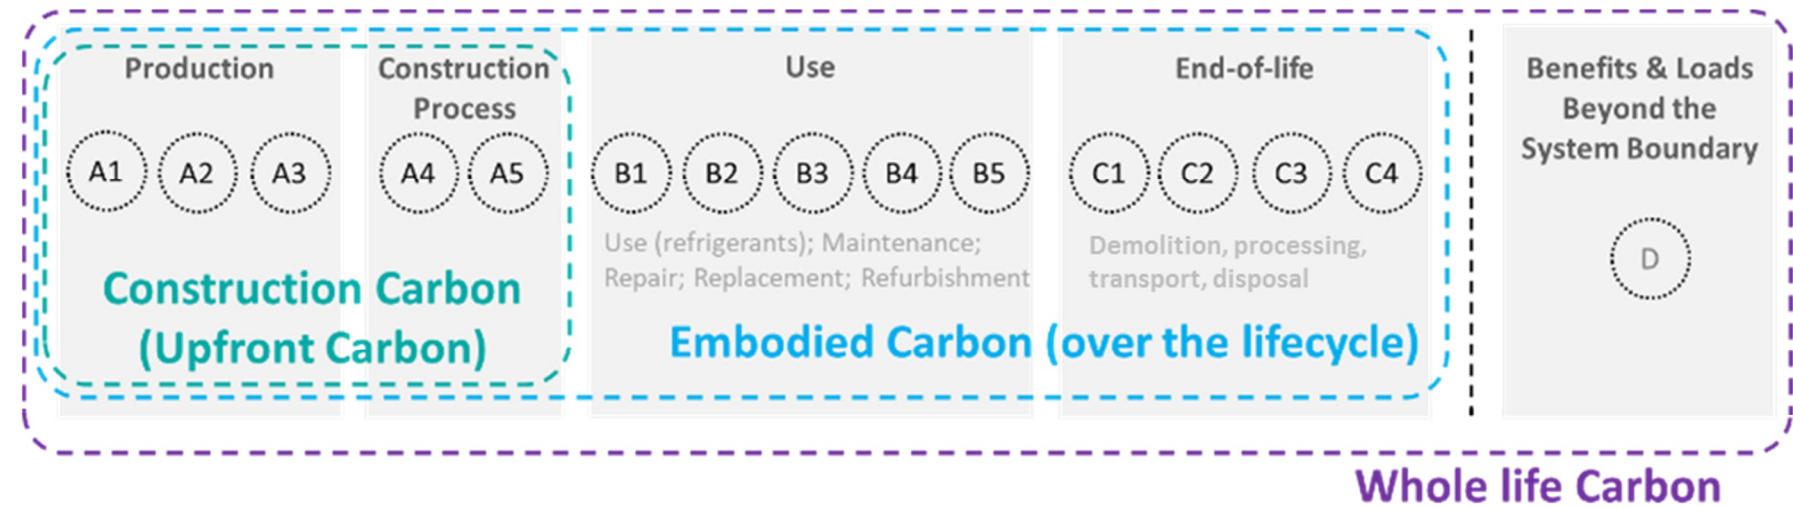 Production
A1 A2 A3
Construction
Process
A4 A5
Construction Carbon
(Upfront Carbon)
Use
B1 B2 B3 B4 B5
Use (refrigerants); Maintenance;
Repair; Replacement; Refurbishment
End-of-life
C1 C2 C3 C4
Demolition, processing,
transport, disposal
Embodied Carbon (over the lifecycle)
Benefits & Loads
Beyond the
System Boundary
D
Whole life Carbon